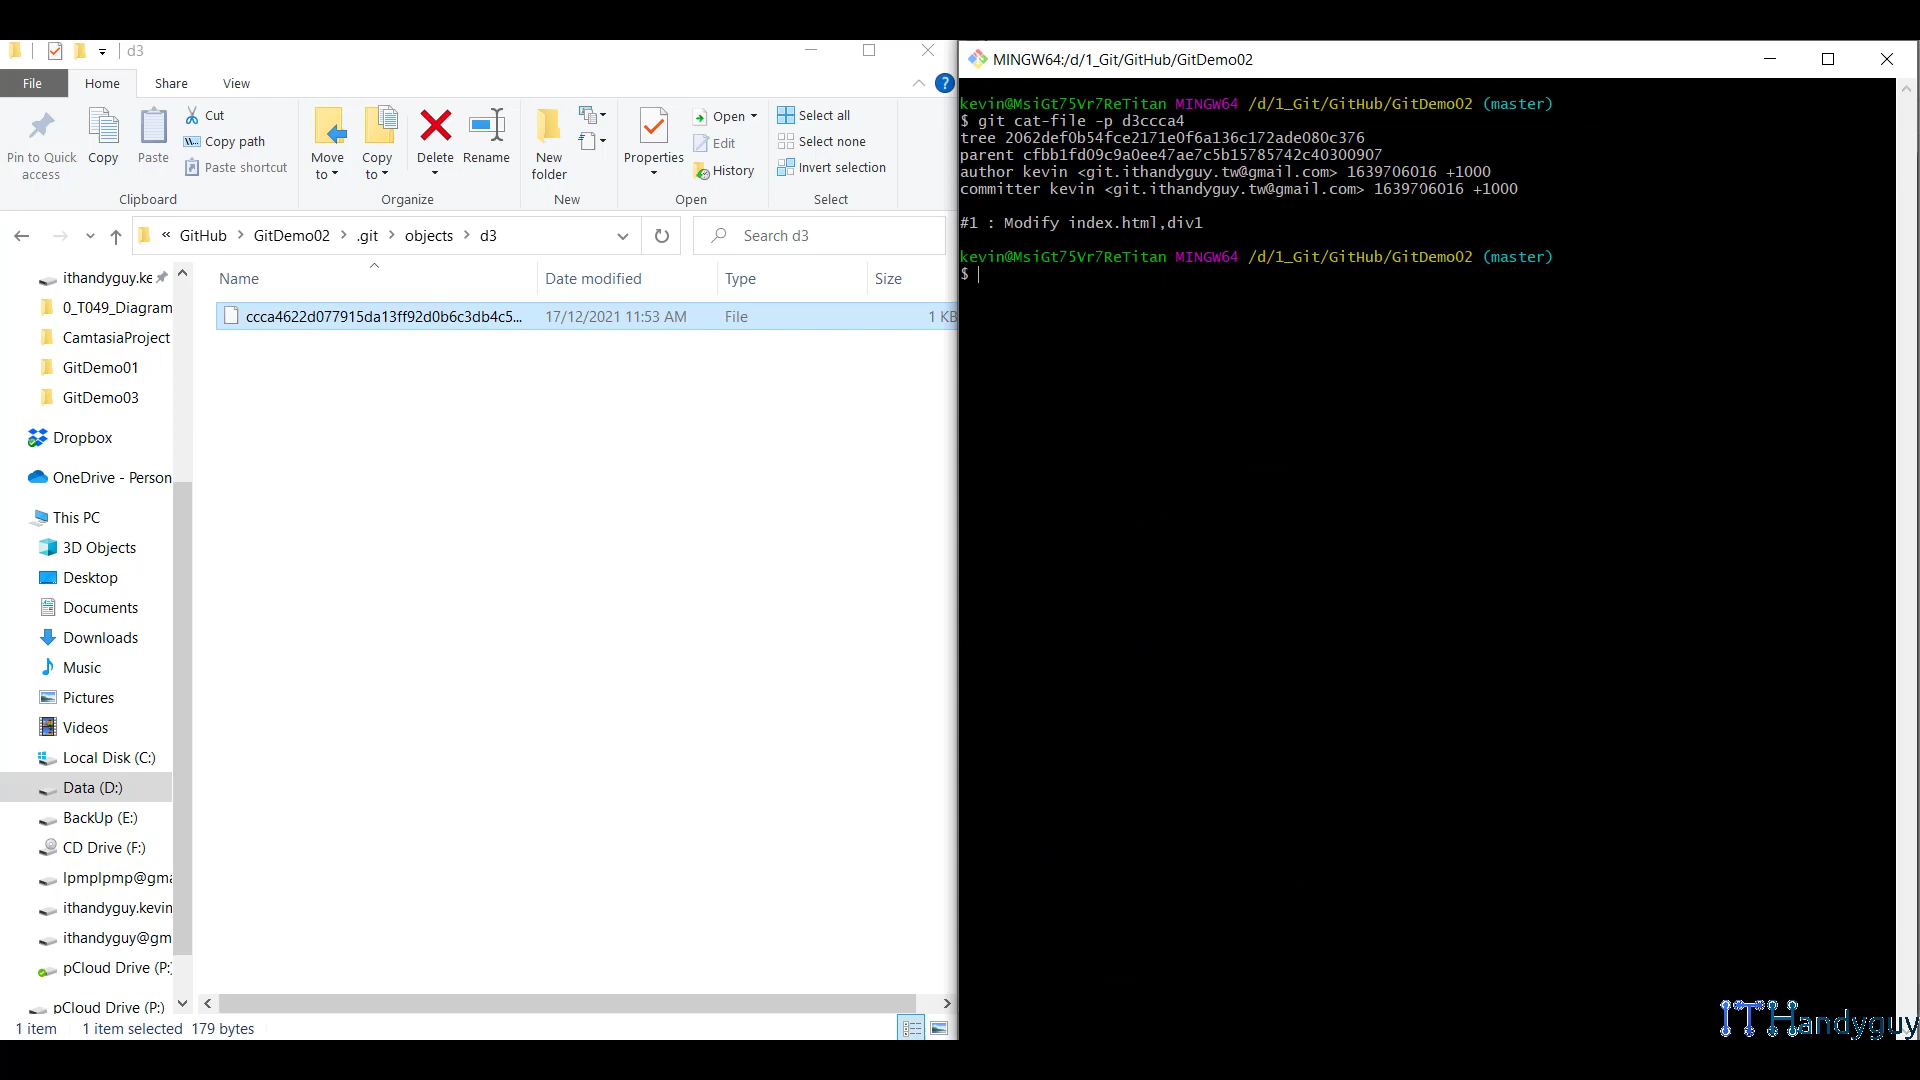 d3
File
Home
Share
View
Pin to Quick access
Copy
Paste
Cut
Copy path
Paste shortcut
Clipboard
Move to
Copy to
Delete
Rename
Organize
New folder
New
Properties
Open
Edit
History
Open
Select all
Select none
Invert selection
Select
« GitHub > GitDemo02 > .git > objects > d3
Search d3
Name
Date modified
Type
Size
ccca4622d077915da13ff92d0b6c3db4c5...
17/12/2021 11:53 AM
File
1 KB
ithandyguy.ke
0_T049_Diagram
CamtasiaProject
GitDemo01
GitDemo03
Dropbox
OneDrive - Person
This PC
3D Objects
Desktop
Documents
Downloads
Music
Pictures
Videos
Local Disk (C:)
Data (D:)
BackUp (E:)
CD Drive (F:)
lpmplpmp@gma
ithandyguy.kevin
ithandyguy@gm
pCloud Drive (P:)
pCloud Drive (P:)
1 item
1 item selected 179 bytes
MINGW64:/d/1_Git/GitHub/GitDemo02
kevin@MsiGt75Vr7ReTitan MINGW64 /d/1_Git/GitHub/GitDemo02 (master)
$ git cat-file -p d3ccca4
tree 2062def0b54fce2171e0f6a136c172ade080c376
parent cfbb1fd09c9a0ee47ae7c5b15785742c40300907
author kevin <git.ithandyguy.tw@gmail.com> 1639706016 +1000
committer kevin <git.ithandyguy.tw@gmail.com> 1639706016 +1000
#1 : Modify index.html,div1
kevin@MsiGt75Vr7ReTitan MINGW64 /d/1_Git/GitHub/GitDemo02 (master)
$
ITHandyguy